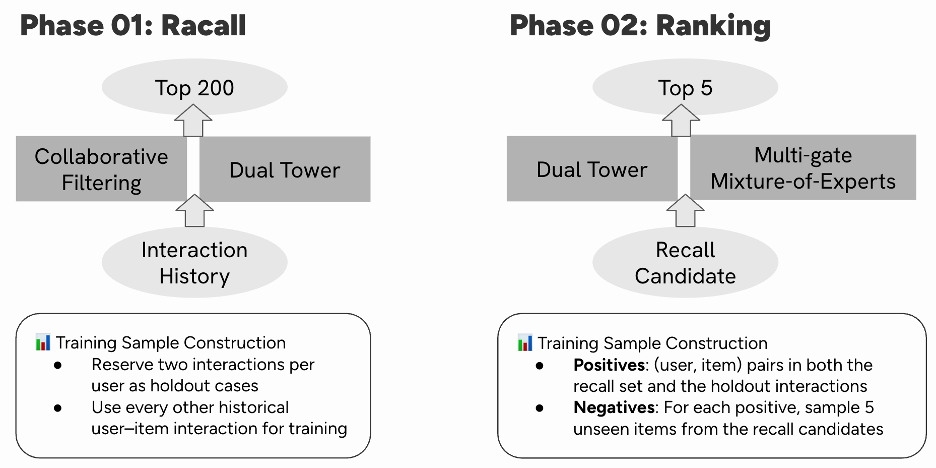 Phase 01: Racall
Top 200
Collaborative
Filtering
Dual Tower
Interaction
History
📊 Training Sample Construction
● Reserve two interactions per
user as holdout cases
● Use every other historical
user–item interaction for training
Phase 02: Ranking
Top 5
Dual Tower
Multi-gate
Mixture-of-Experts
Recall
Candidate
📊 Training Sample Construction
● Positives: (user, item) pairs in both the
recall set and the holdout interactions
● Negatives: For each positive, sample 5
unseen items from the recall candidates